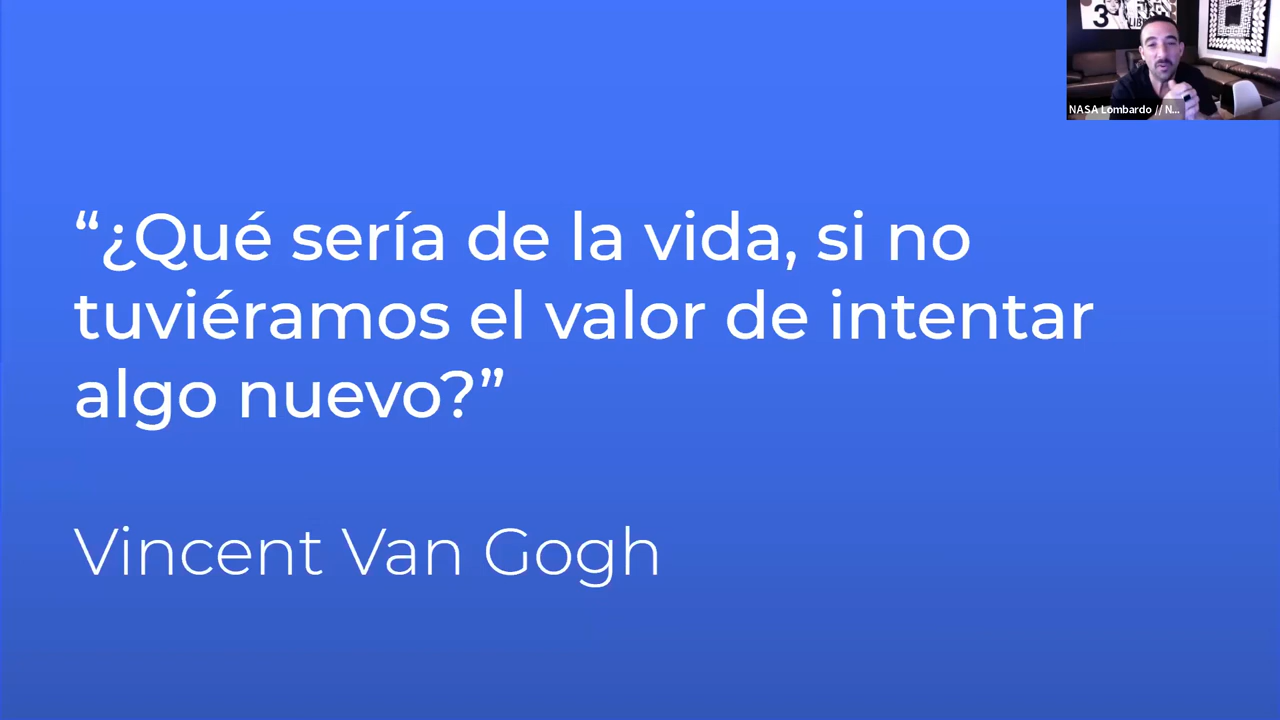 “¿Qué sería de la vida, si no
tuviéramos el valor de intentar
algo nuevo?”
Vincent Van Gogh
3
NASA Lombardo // N...